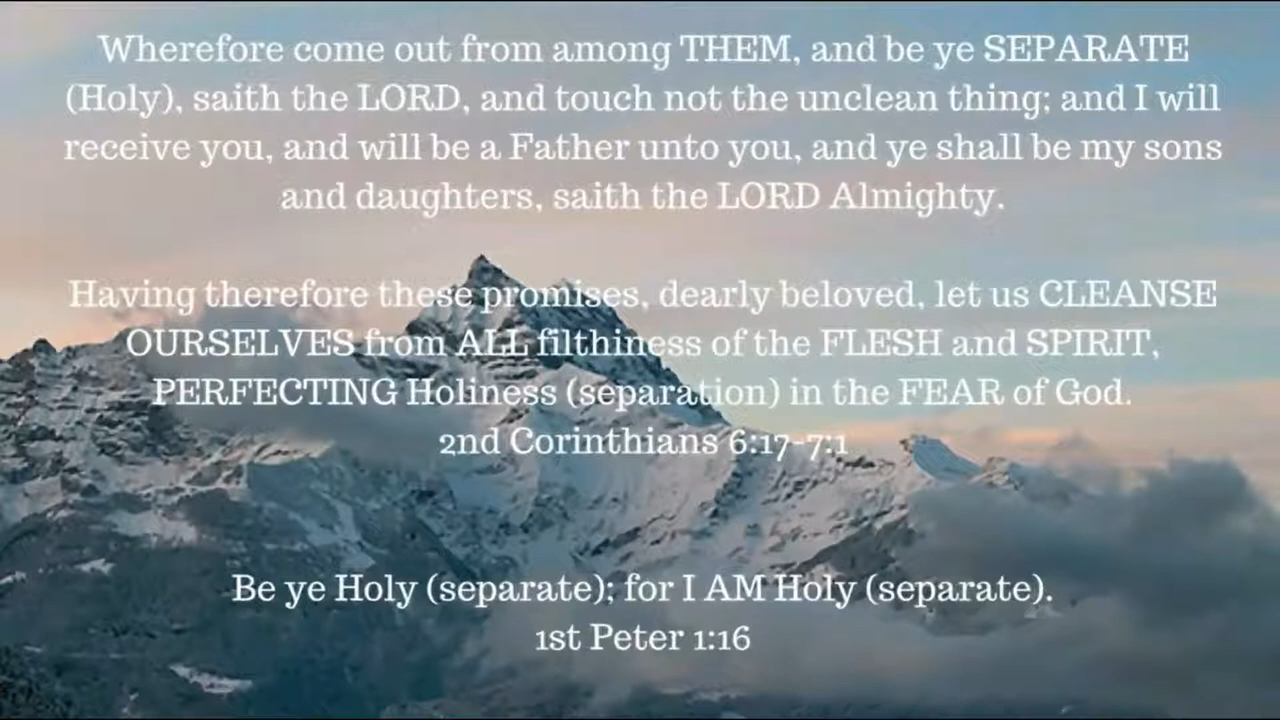 Wherefore come out from among THEM, and be ye SEPARATE
(Holy), saith the LORD, and touch not the unclean thing; and I will
receive you, and will be a Father unto you, and ye shall be my sons
and daughters, saith the LORD Almighty.
Having therefore these promises, dearly beloved, let us CLEANSE
OURSELVES from ALL filthiness of the FLESH and SPIRIT,
PERFECTING Holiness (separation) in the FEAR of God.
2nd Corinthians 6:17-7:1
Be ye Holy (separate); for I AM Holy (separate).
1st Peter 1:16